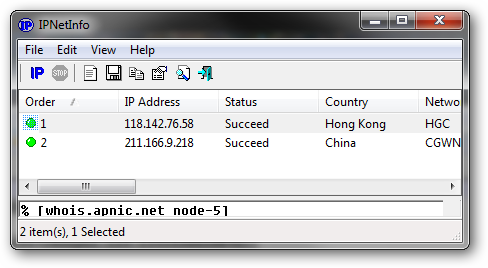 IP IPNetInfo
File Edit View Help
IP STOP
Order / IP Address Status Country Netwo
1 118.142.76.58 Succeed Hong Kong HGC
2 211.166.9.218 Succeed China CGWN
% [whois.apnic.net node-5]
2 item(s), 1 Selected